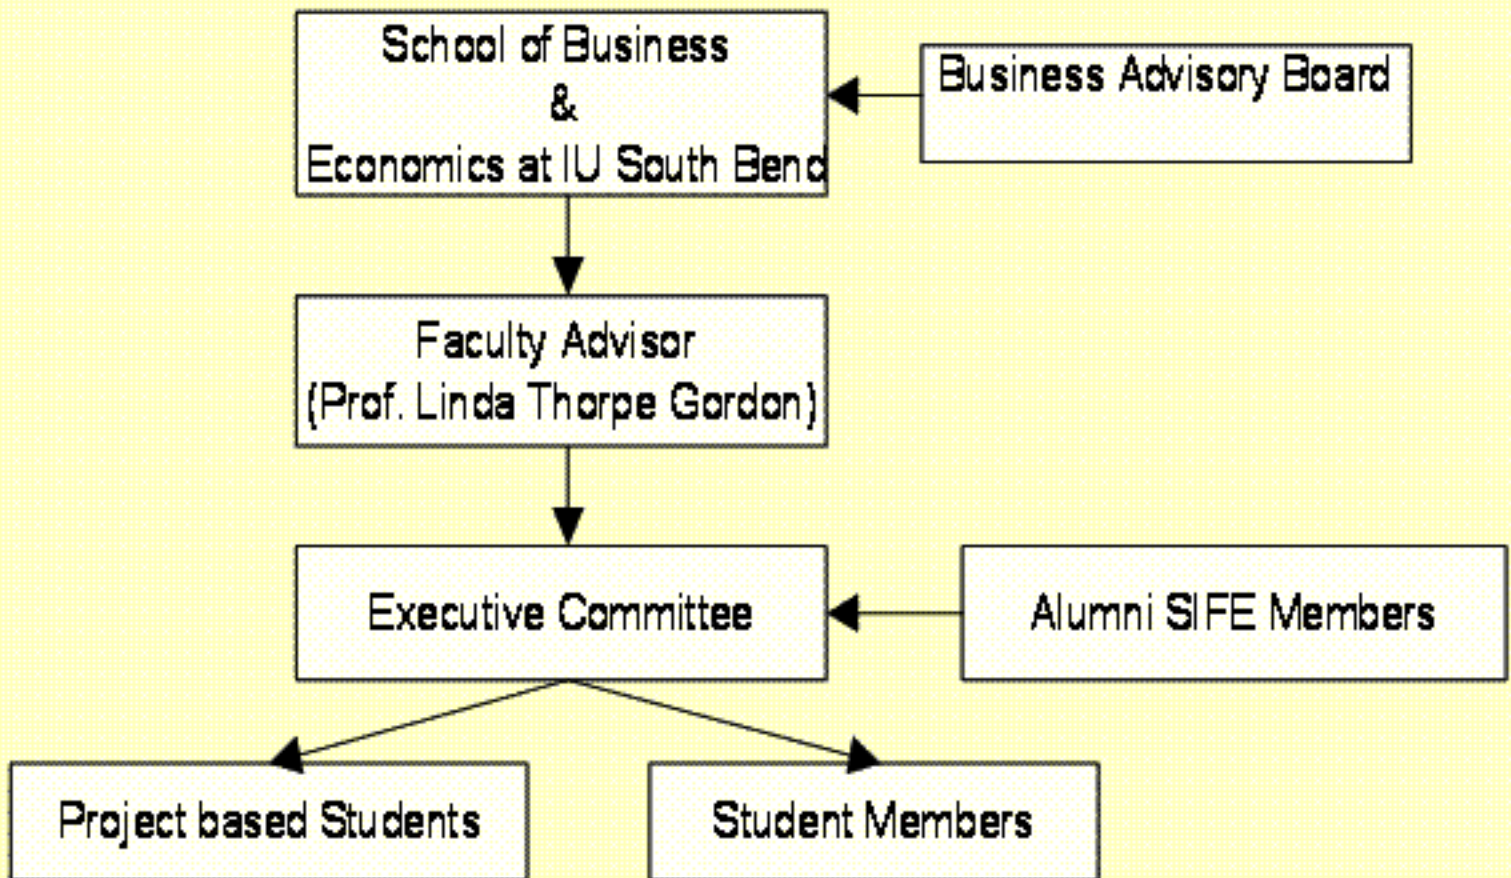 School of Business
&
Economics at IU South Bend
Business Advisory Board
Faculty Advisor
(Prof. Linda Thorpe Gordon)
Executive Committee
Alumni SIFE Members
Project based Students
Student Members